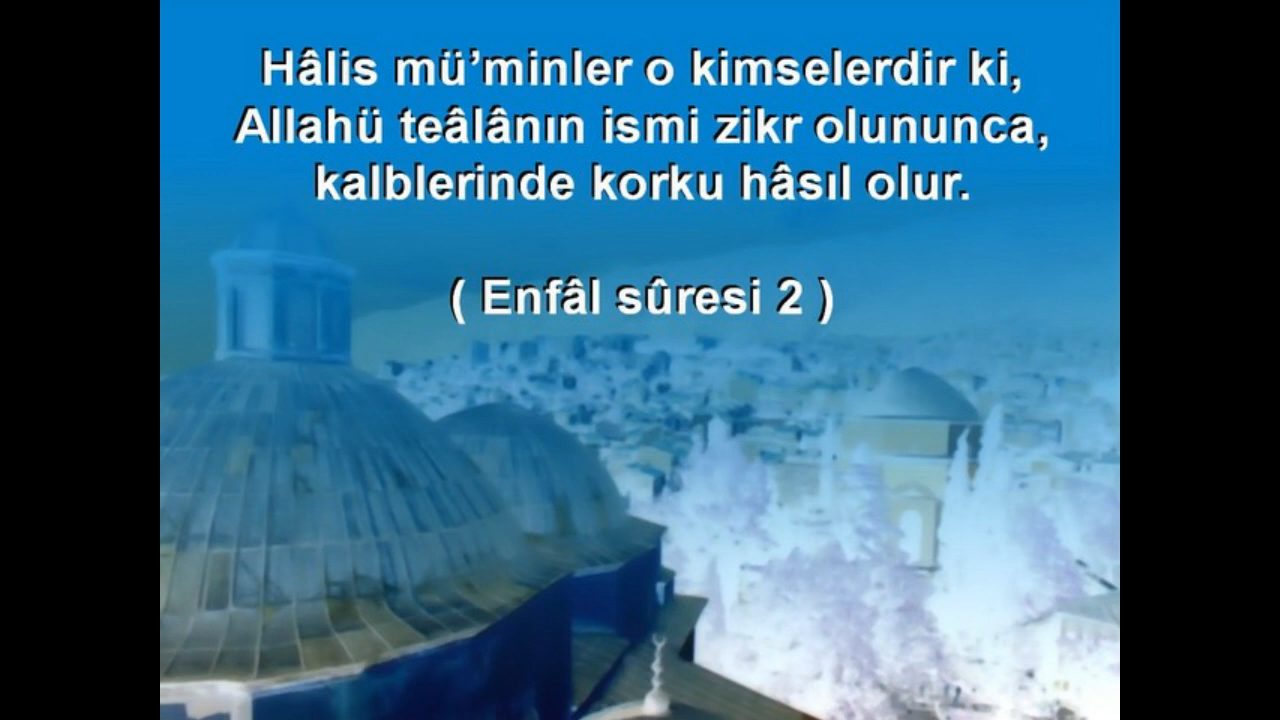 Hâlis mü’minler o kimselerdir ki,
Allahü teâlânın ismi zikr olununca,
kalblerinde korku hâsıl olur.
( Enfâl sûresi 2 )